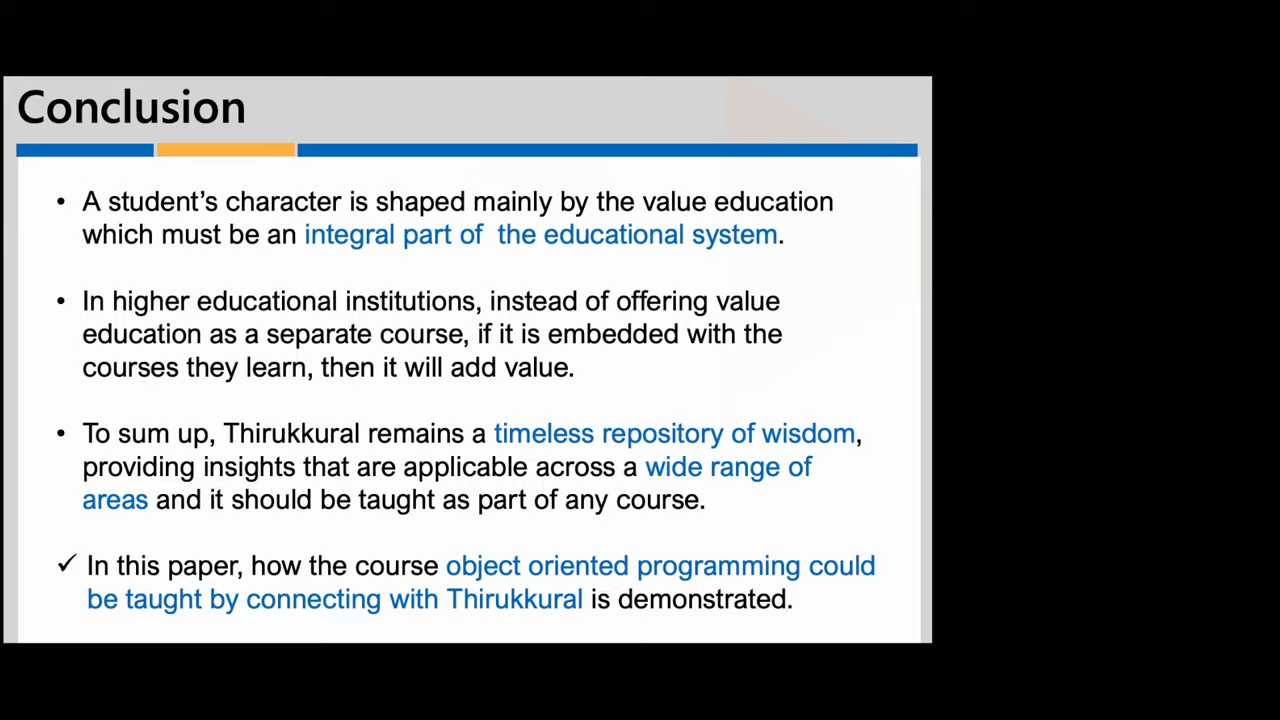 Conclusion
• A student’s character is shaped mainly by the value education
which must be an integral part of  the educational system.
• In higher educational institutions, instead of offering value
education as a separate course, if it is embedded with the
courses they learn, then it will add value.
• To sum up, Thirukkural remains a timeless repository of wisdom,
providing insights that are applicable across a wide range of
areas and it should be taught as part of any course.
✓ In this paper, how the course object oriented programming could
be taught by connecting with Thirukkural is demonstrated.